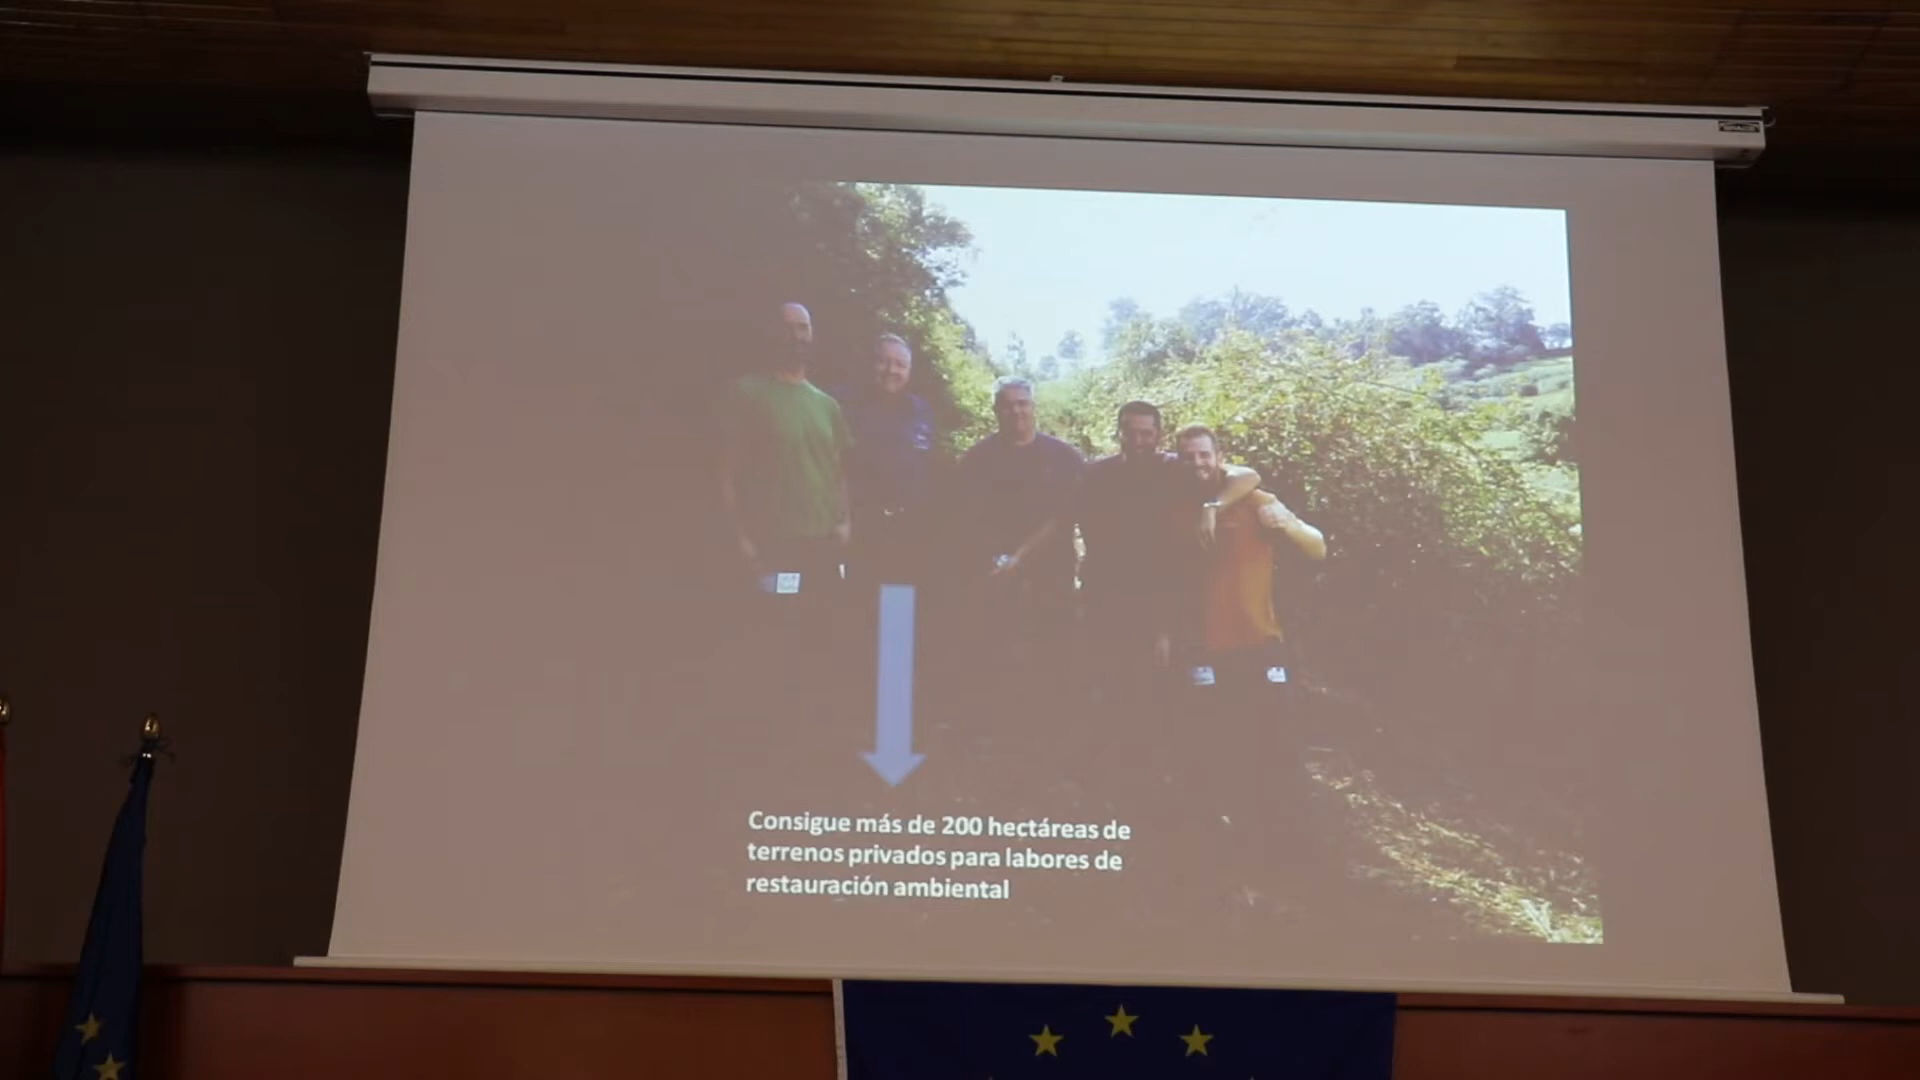 Consigue más de 200 hectáreas de
terrenos privados para labores de
restauración ambiental